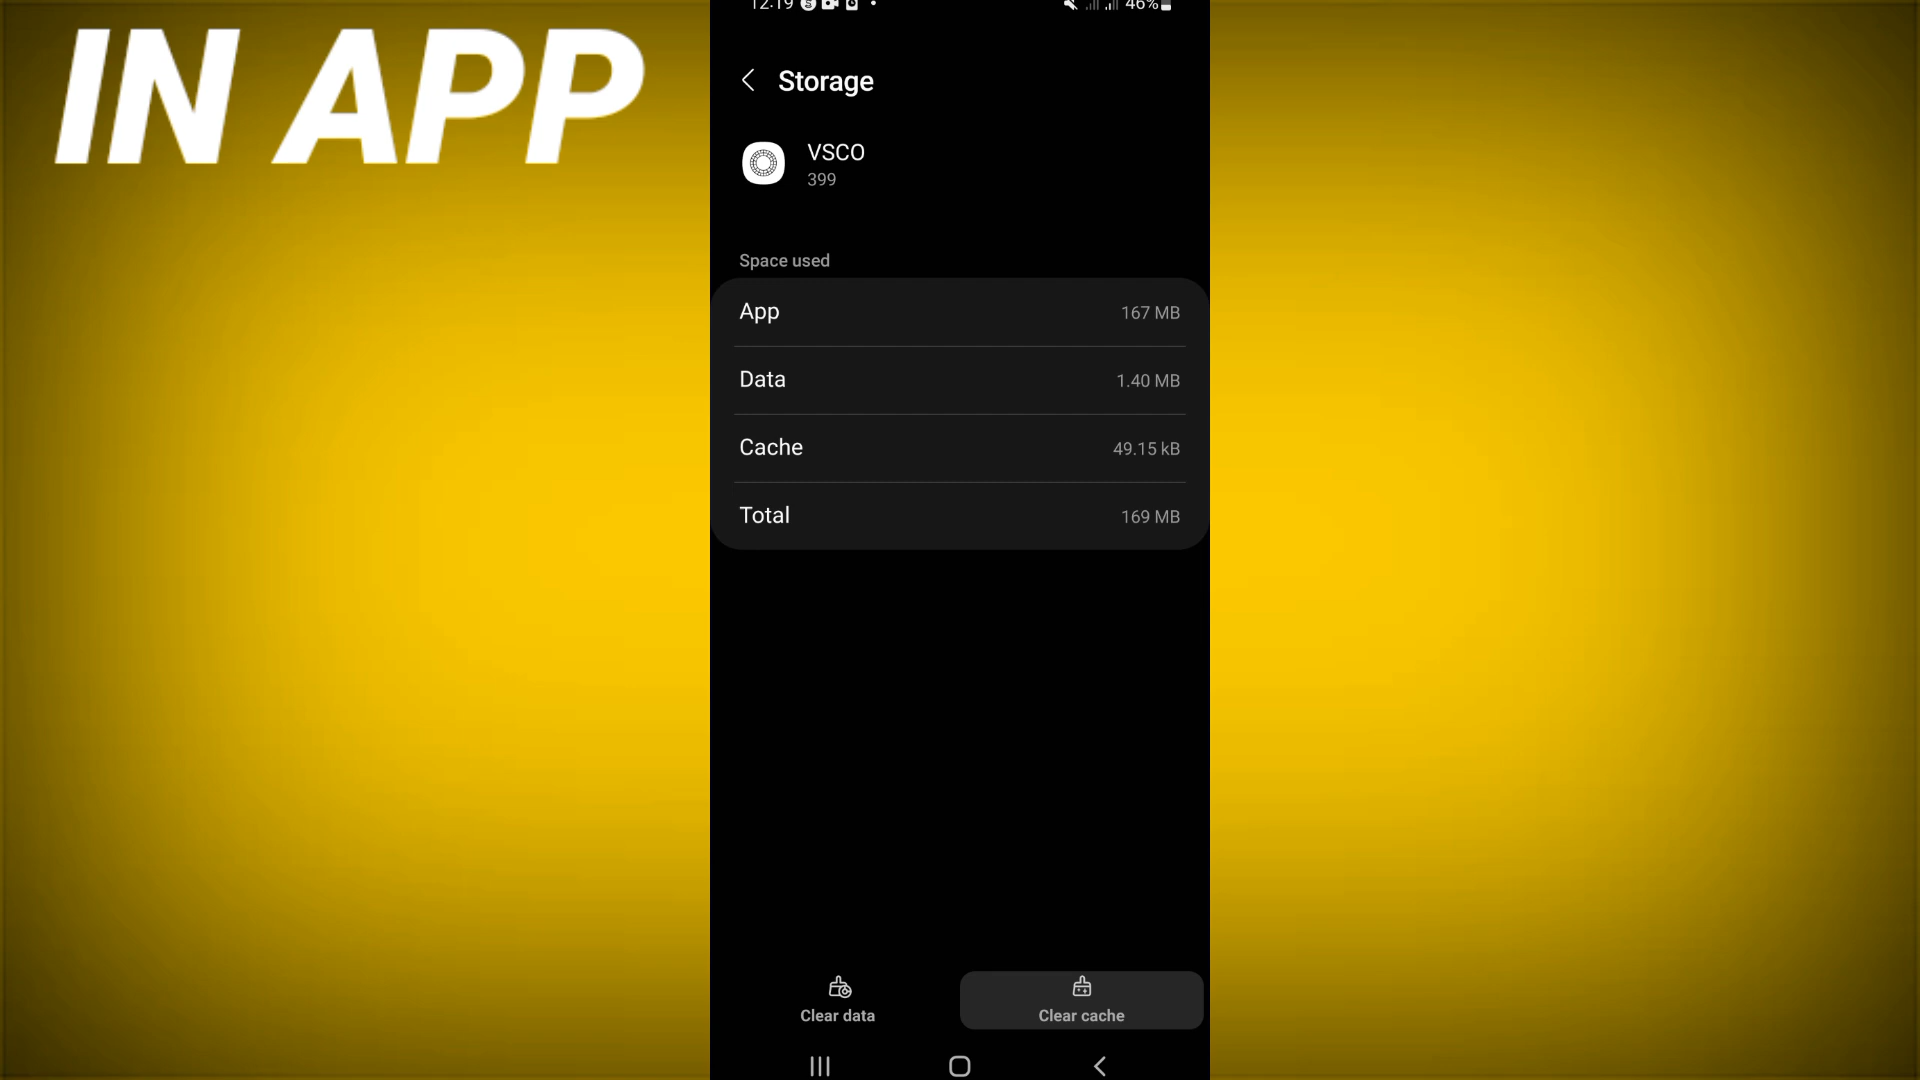 IN APP
12:19 46%
Storage
VSCO
399
Space used
App 167 MB
Data 1.40 MB
Cache 49.15 kB
Total 169 MB
Clear data Clear cache